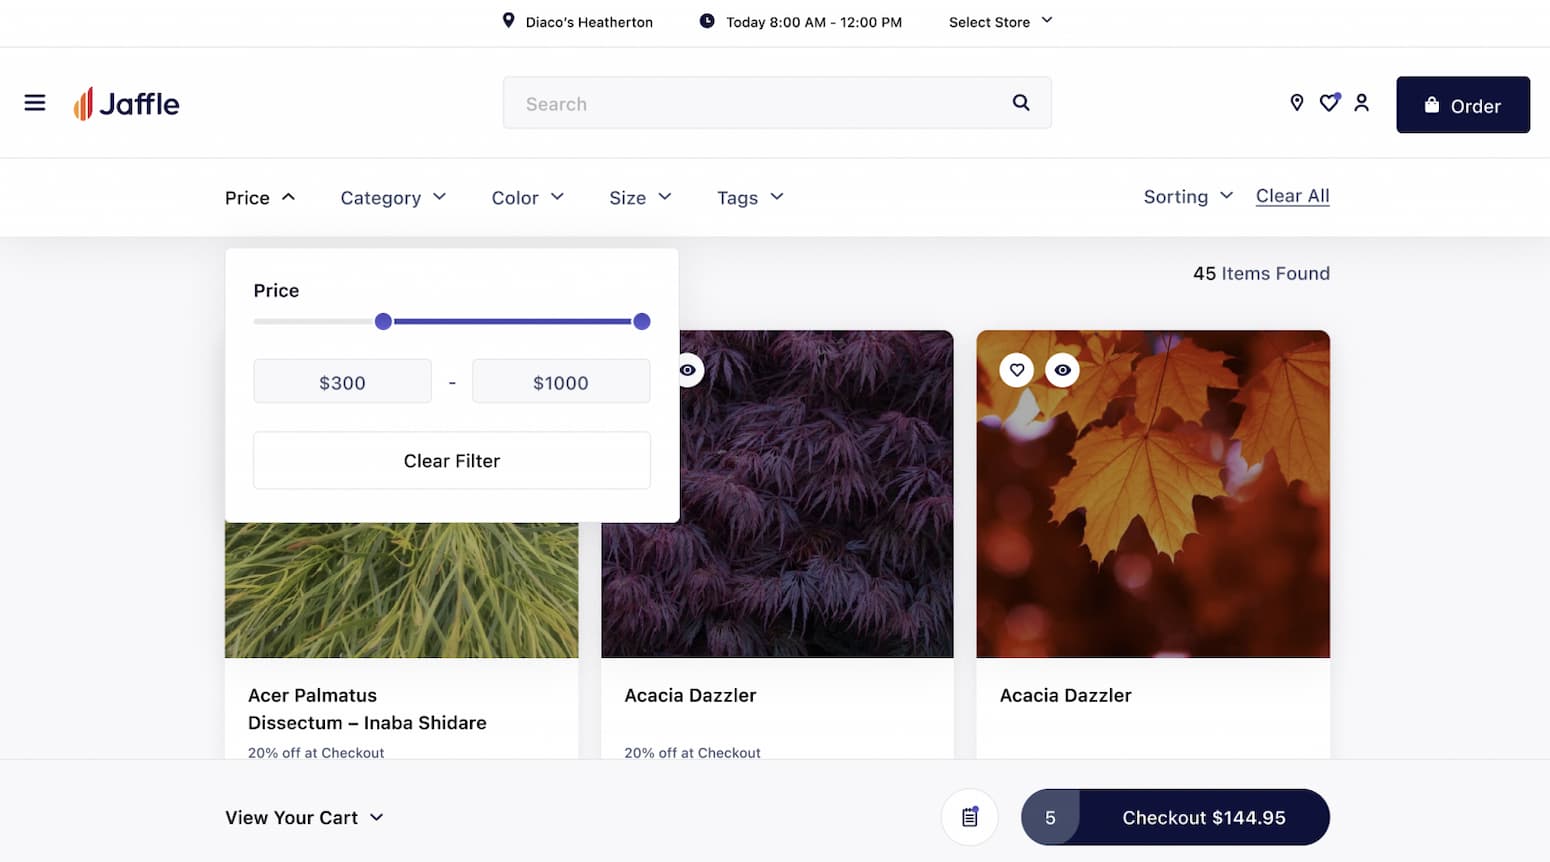 Diaco's Heatherton
Today 8:00 AM - 12:00 PM
Select Store
Jaffle
Search
Order
Price
Category
Color
Size
Tags
Sorting
Clear All
45 Items Found
Price
$300 - $1000
Clear Filter
Acer Palmatus
Dissectum – Inaba Shidare
20% off at Checkout
Acacia Dazzler
20% off at Checkout
Acacia Dazzler
View Your Cart
5
Checkout $144.95